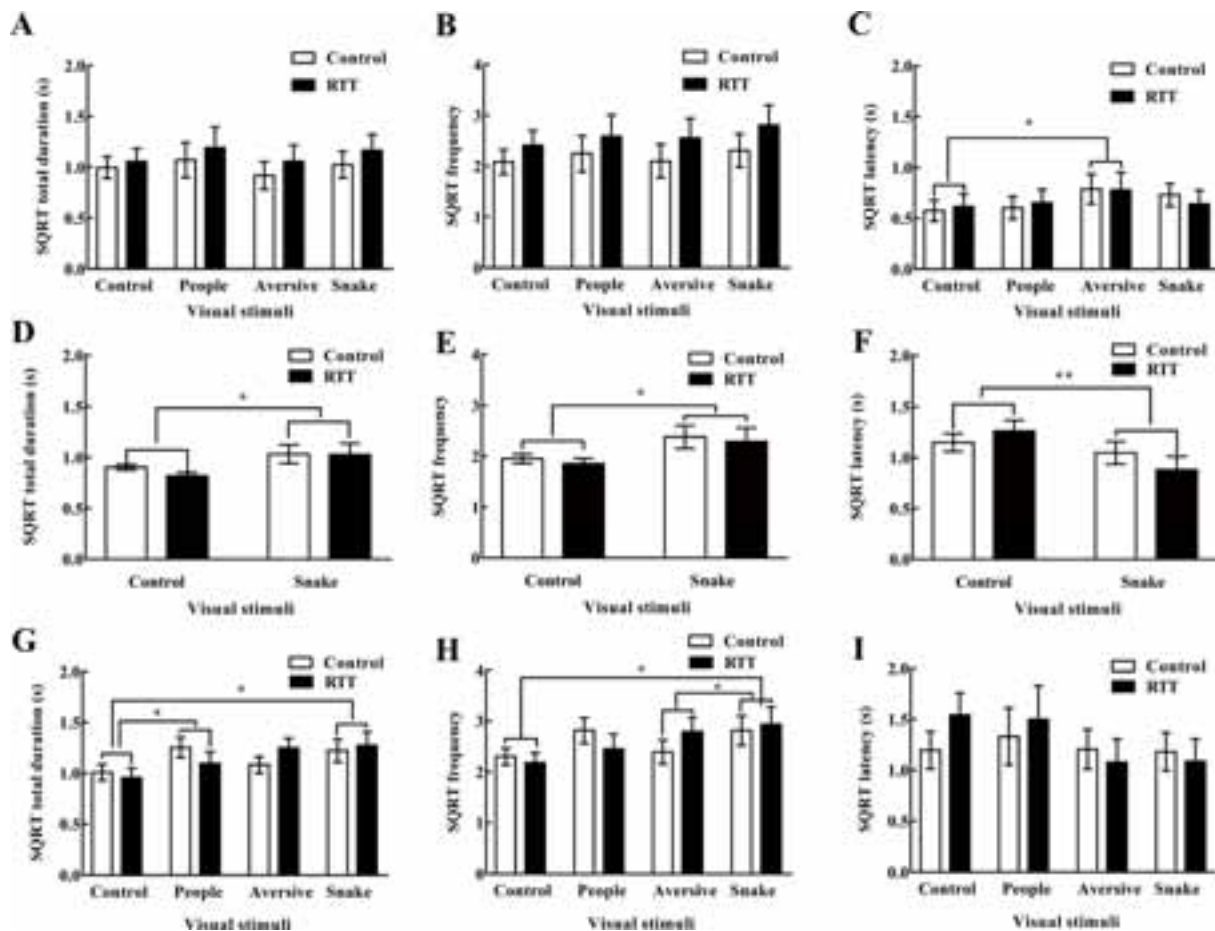 A
Control
RTT
SQRT total duration (s)
2.0
1.5
1.0
0.5
0.0
Control People Aversive Snake
Visual stimuli
B
Control
RTT
SQRT frequency
4
3
2
1
0
Control People Aversive Snake
Visual stimuli
C
Control
RTT
SQRT latency (s)
2.0
1.5
1.0
0.5
0.0
*
Control People Aversive Snake
Visual stimuli
D
Control
RTT
SQRT total duration (s)
2.0
1.5
1.0
0.5
0.0
*
Control Snake
Visual stimuli
E
Control
RTT
SQRT frequency
4
3
2
1
0
*
Control Snake
Visual stimuli
F
Control
RTT
SQRT latency (s)
2.0
1.5
1.0
0.5
0.0
**
Control Snake
Visual stimuli
G
Control
RTT
SQRT total duration (s)
2.0
1.5
1.0
0.5
0.0
*
*
Control People Aversive Snake
Visual stimuli
H
Control
RTT
SQRT frequency
4
3
2
1
0
*
*
Control People Aversive Snake
Visual stimuli
I
Control
RTT
SQRT latency (s)
2.0
1.5
1.0
0.5
0.0
Control People Aversive Snake
Visual stimuli